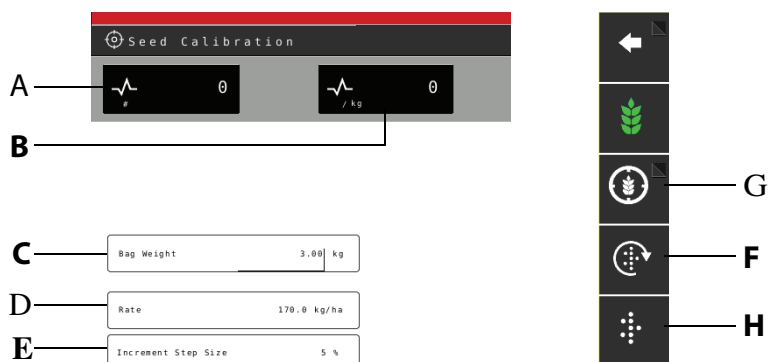 Seed Calibration
A
0
#
0
/ kg
B
G
C
Bag Weight 3.00 kg
F
D
Rate 170.0 kg/ha
H
E
Increment Step Size 5 %